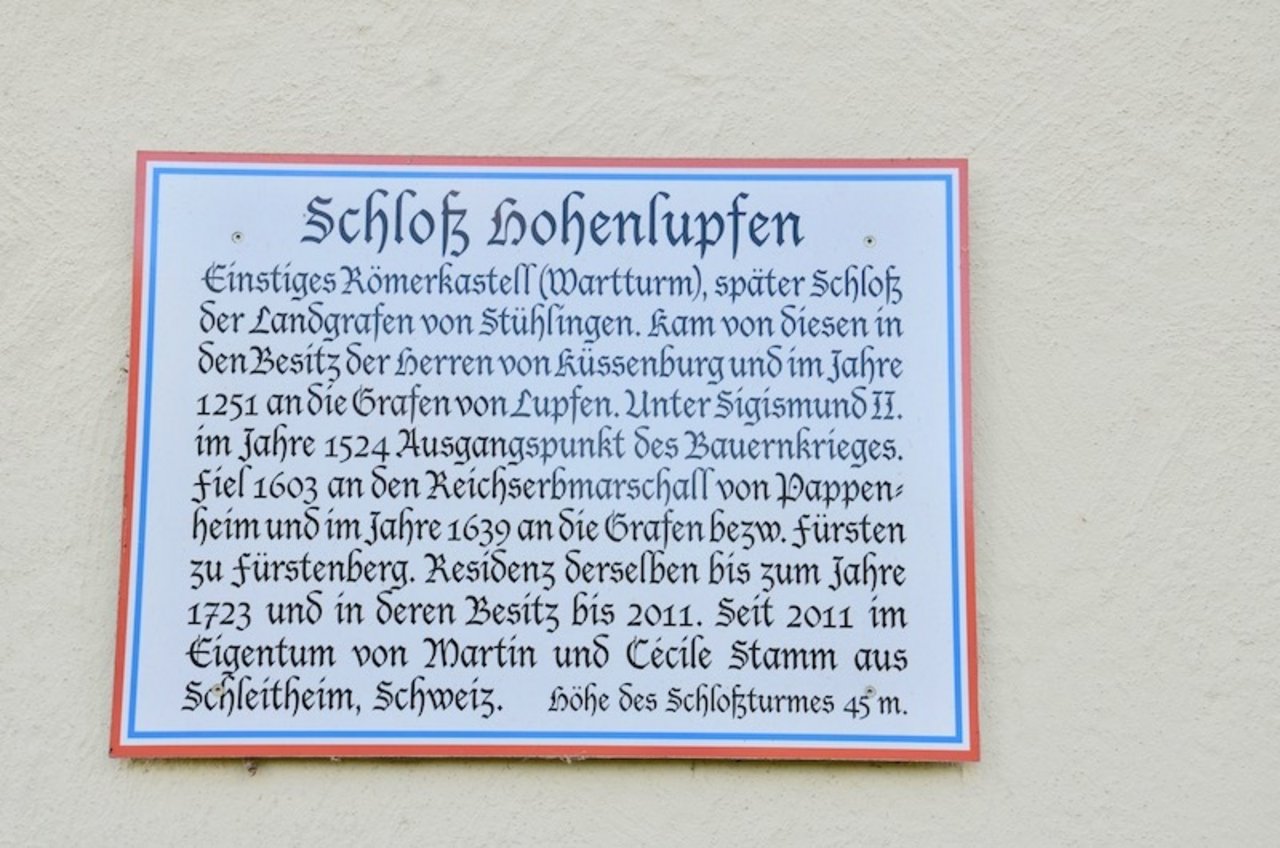 Schloß Hohenlupfen
Einstiges Römerkastell (Wartturm), später Schloß
der Landgrafen von Stühlingen. Kam von diesen in
den Besitz der Herren von Küssenburg und im Jahre
1251 an die Grafen von Lupfen. Unter Sigismund II.
im Jahre 1524 Ausgangspunkt des Bauernkrieges.
Fiel 1603 an den Reichserbmarschall von Pappen-
heim und im Jahre 1639 an die Grafen bezw. Fürsten
zu Fürstenberg. Residenz derselben bis zum Jahre
1723 und in deren Besitz bis 2011. Seit 2011 im
Eigentum von Martin und Cécile Stamm aus
Schleitheim, Schweiz. Höhe des Schloßturmes 45 m.